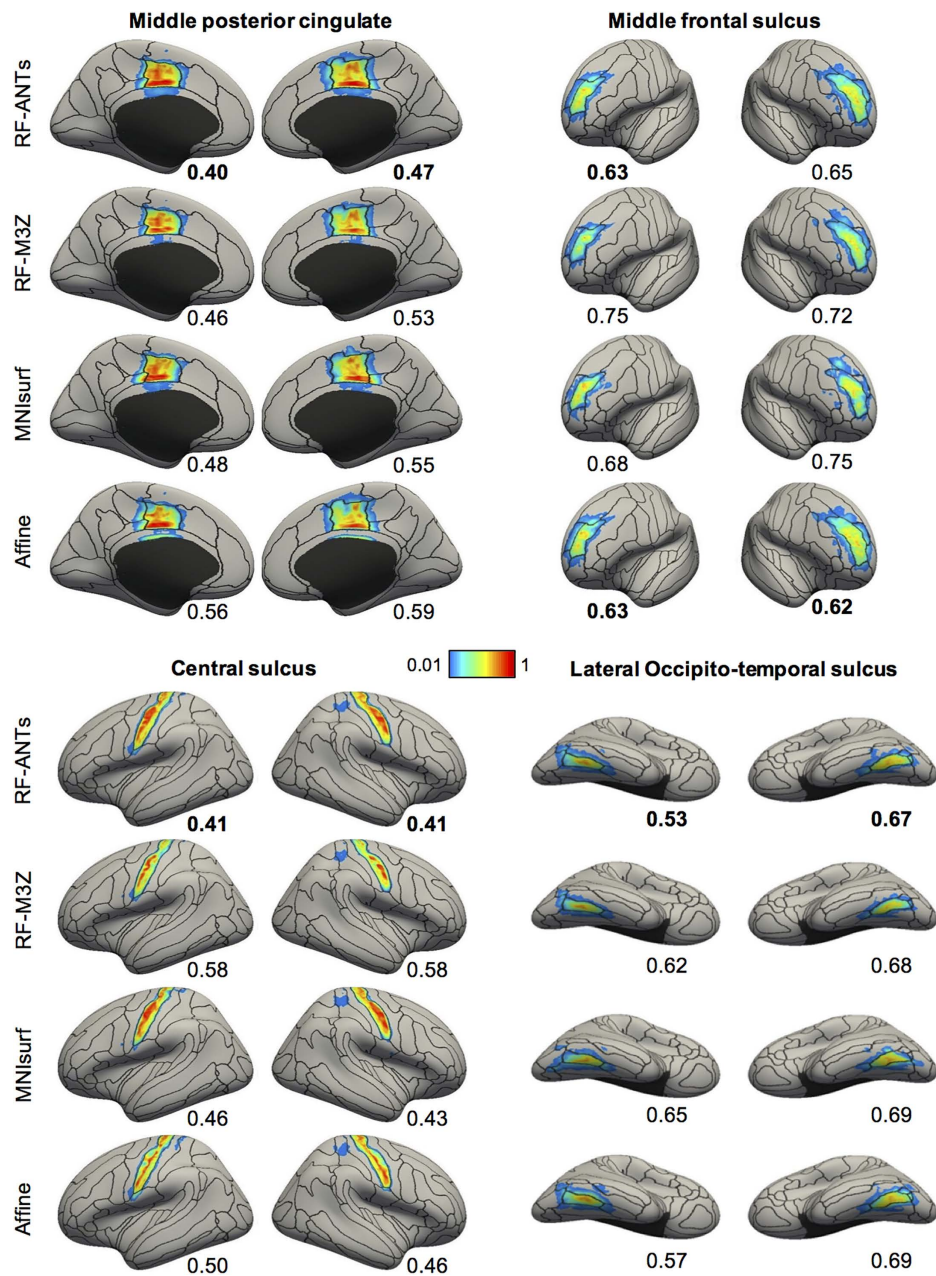 Middle posterior cingulate
Middle frontal sulcus
RF-ANTs
0.40
0.47
0.63
0.65
RF-M3Z
0.46
0.53
0.75
0.72
MNIsurf
0.48
0.55
0.68
0.75
Affine
0.56
0.59
0.63
0.62
Central sulcus
0.01
1
Lateral Occipito-temporal sulcus
RF-ANTs
0.41
0.41
0.53
0.67
RF-M3Z
0.58
0.58
0.62
0.68
MNIsurf
0.46
0.43
0.65
0.69
Affine
0.50
0.46
0.57
0.69